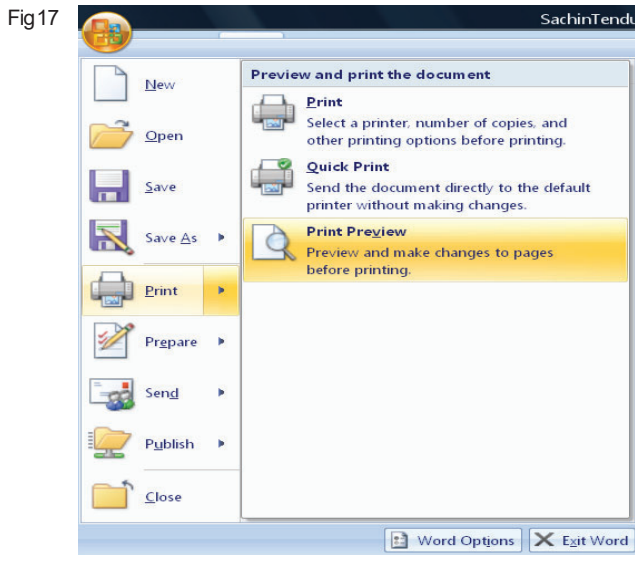 Fig17
SachinTendu
New
Open
Save
Save As
Print
Prepare
Send
Publish
Close
Preview and print the document
Print
Select a printer, number of copies, and
other printing options before printing.
Quick Print
Send the document directly to the default
printer without making changes.
Print Preview
Preview and make changes to pages
before printing.
Word Options
Exit Word